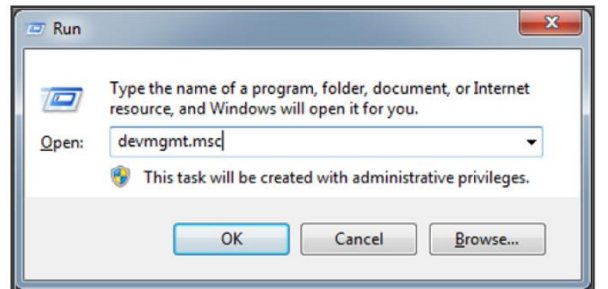 Run
Type the name of a program, folder, document, or Internet
resource, and Windows will open it for you.
Open: devmgmt.msc
This task will be created with administrative privileges.
OK Cancel Browse...